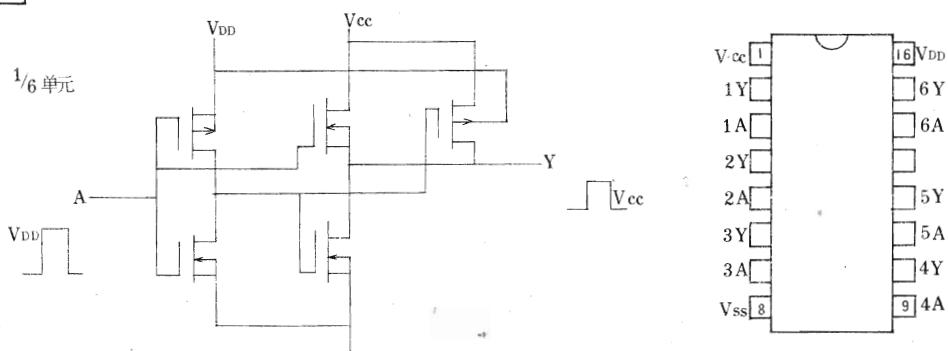 VDD
Vcc
1/6 单元
A
Y
VDD
Vcc
Vcc 1
16 VDD
1Y
6Y
1A
6A
2Y
2A
5Y
3Y
5A
3A
4Y
Vss 8
9 4A